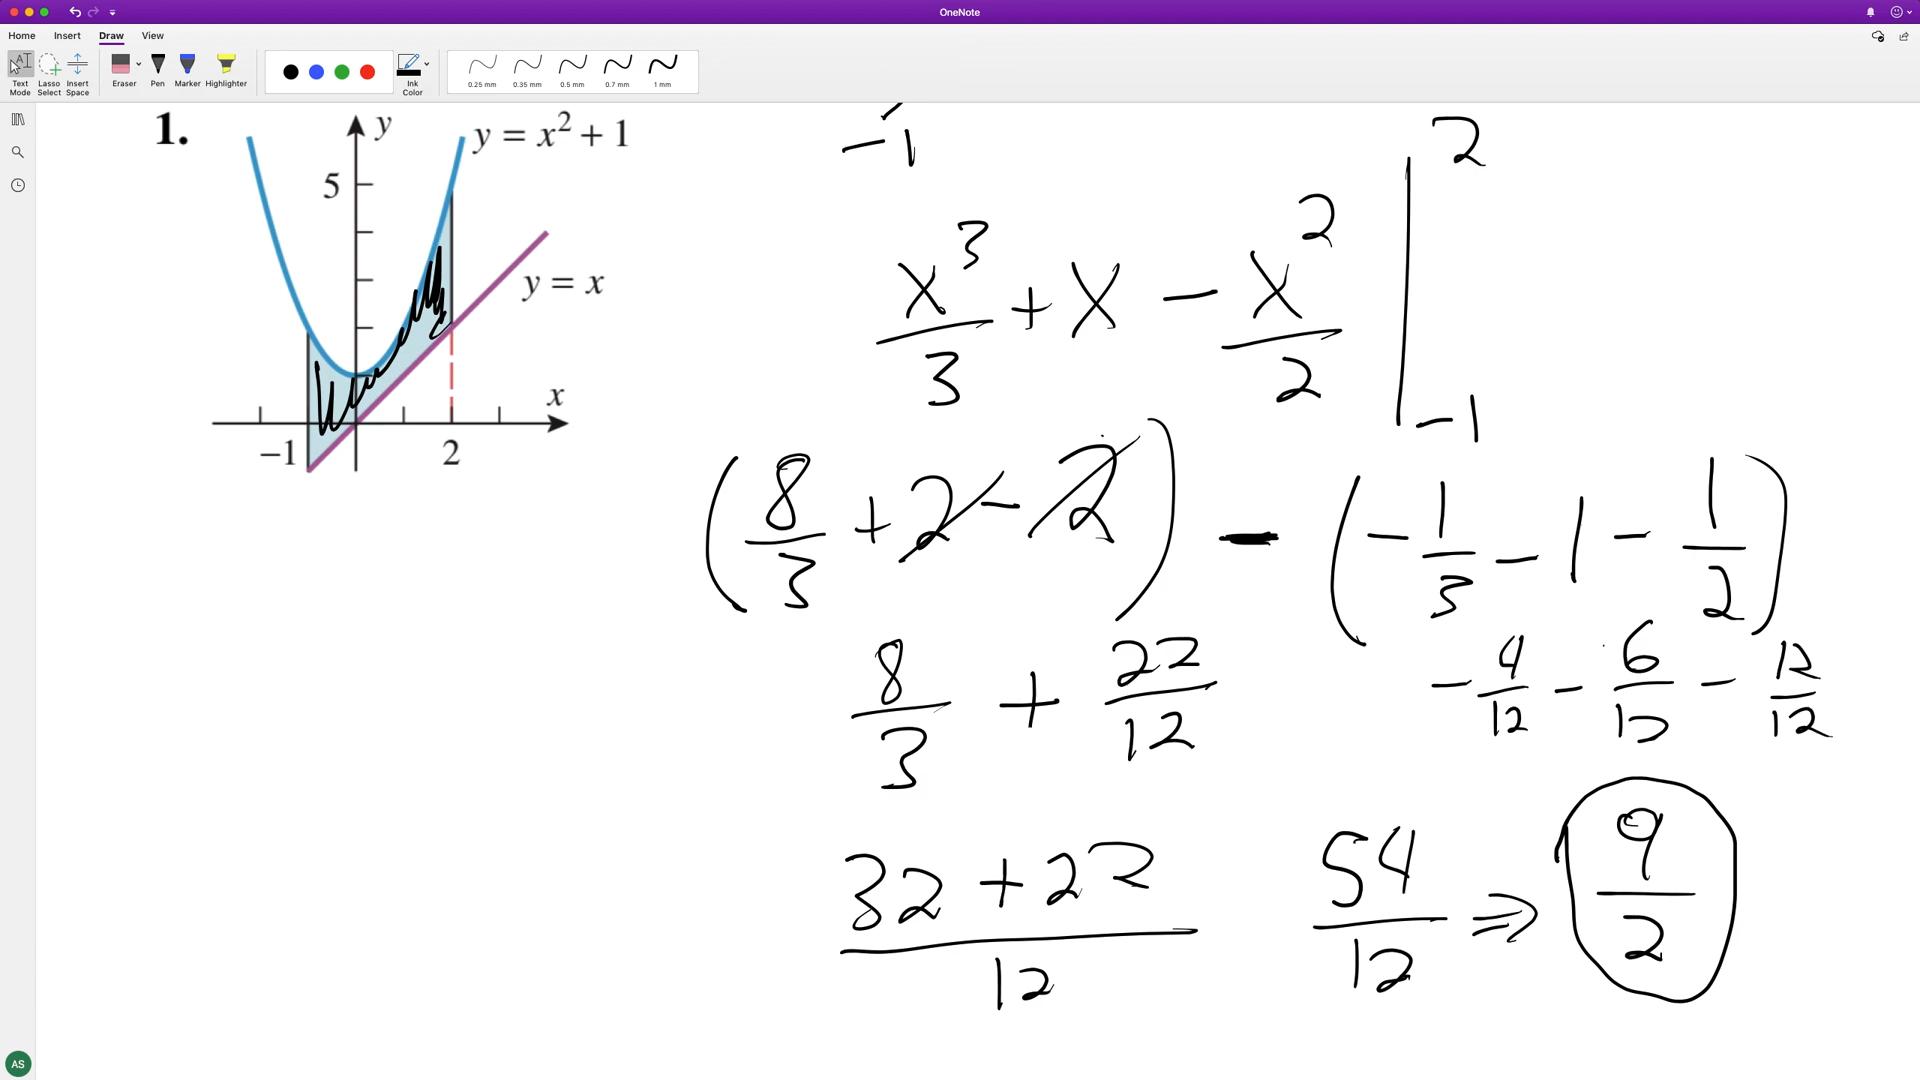 OneNote
Home Insert Draw View
Text Mode Lasso Select Insert Space Eraser Pen Marker Highlighter Ink Color 0.25 mm 0.35 mm 0.5 mm 0.7 mm 1 mm
1.
y
y = x² + 1
5
y = x
x
−1 2
−1
x³/3 + x − x²/2 | 2 −1
(8/3 + 2 − 2) − (−1/3 − 1 − 1/2)
8/3 + 22/12
−4/12 − 6/12 − 12/12
32 + 22/12
54/12 ⇒ 9/2
AS